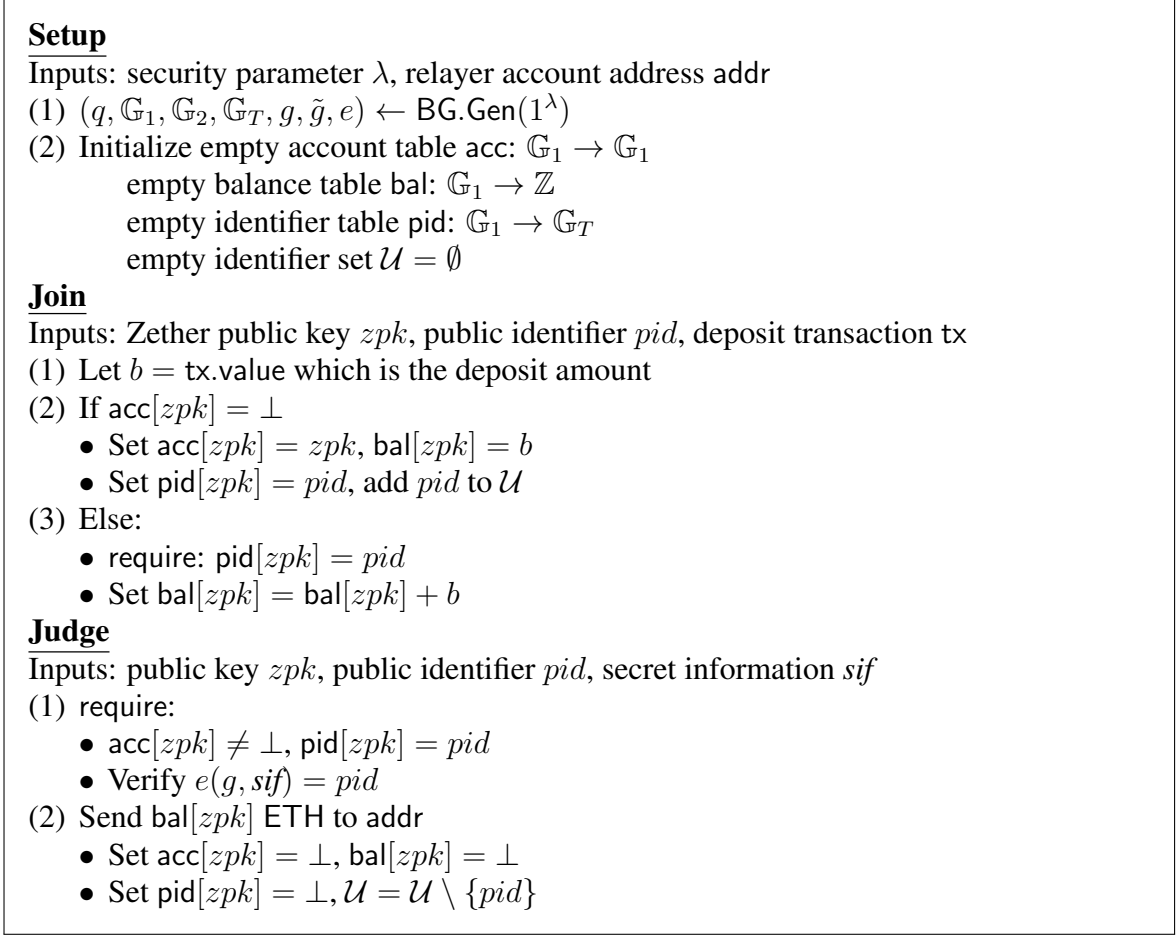 Setup
Inputs: security parameter λ, relayer account address addr
(1) (q, 𝔾₁, 𝔾₂, 𝔾_T, g, g̃, e) ← BG.Gen(1^λ)
(2) Initialize empty account table acc: 𝔾₁ → 𝔾₁
empty balance table bal: 𝔾₁ → ℤ
empty identifier table pid: 𝔾₁ → 𝔾_T
empty identifier set 𝒰 = ∅
Join
Inputs: Zether public key zpk, public identifier pid, deposit transaction tx
(1) Let b = tx.value which is the deposit amount
(2) If acc[zpk] = ⊥
• Set acc[zpk] = zpk, bal[zpk] = b
• Set pid[zpk] = pid, add pid to 𝒰
(3) Else:
• require: pid[zpk] = pid
• Set bal[zpk] = bal[zpk] + b
Judge
Inputs: public key zpk, public identifier pid, secret information sif
(1) require:
• acc[zpk] ≠ ⊥, pid[zpk] = pid
• Verify e(g, sif) = pid
(2) Send bal[zpk] ETH to addr
• Set acc[zpk] = ⊥, bal[zpk] = ⊥
• Set pid[zpk] = ⊥, 𝒰 = 𝒰 \ {pid}